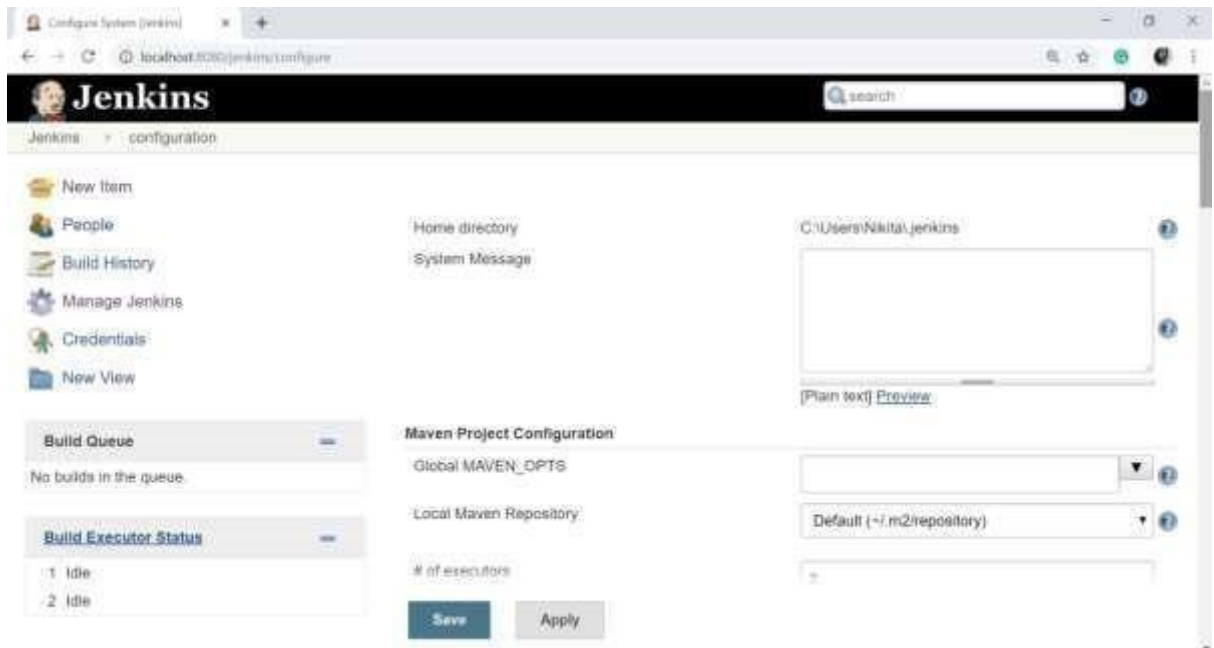 Configure System [Jenkins]
localhost:8080/jenkins/configure
Jenkins
search
Jenkins
configuration
New Item
People
Build History
Manage Jenkins
Credentials
New View
Home directory
C:\Users\Nikita\.jenkins
System Message
[Plain text] Preview
Build Queue
No builds in the queue.
Build Executor Status
1 Idle
2 Idle
Maven Project Configuration
Global MAVEN_OPTS
Local Maven Repository
Default (~/.m2/repository)
# of executors
Save
Apply